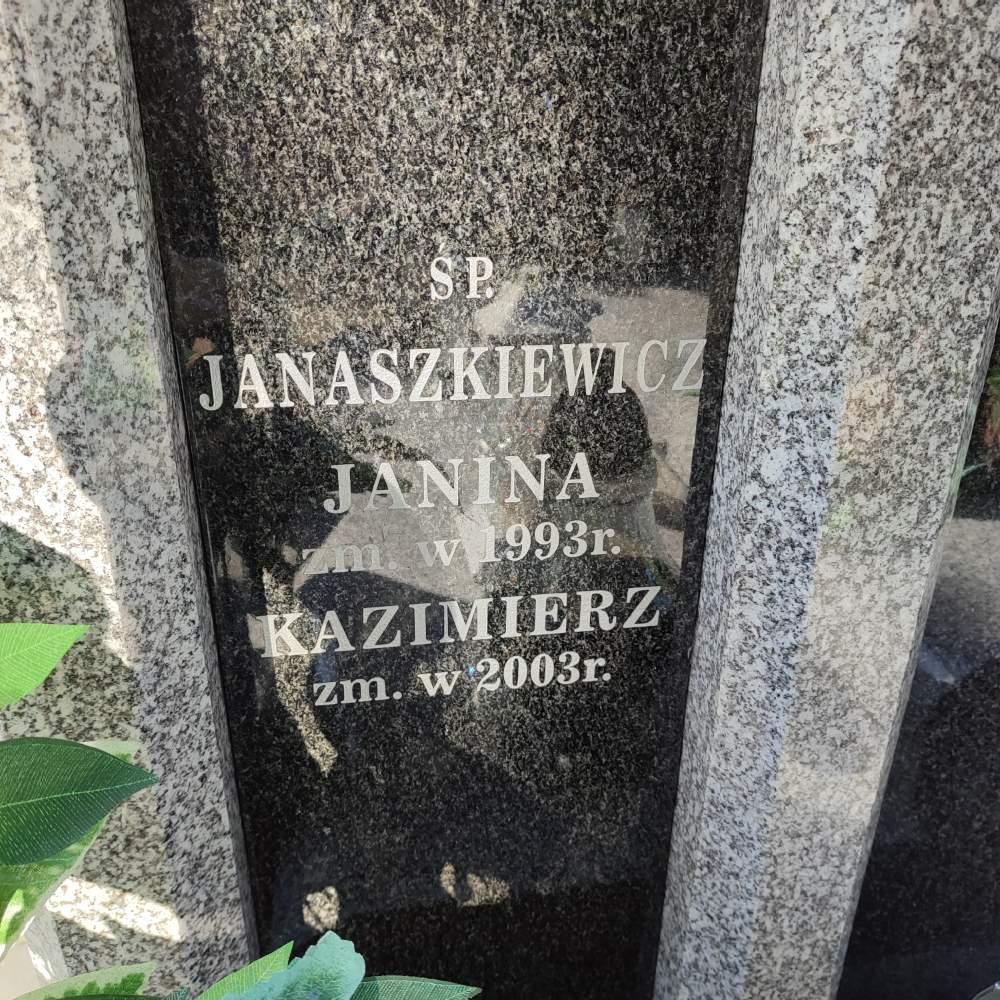 ŚP.
JANASZKIEWICZ
JANINA
zm. w 1993r.
KAZIMIERZ
zm. w 2003r.